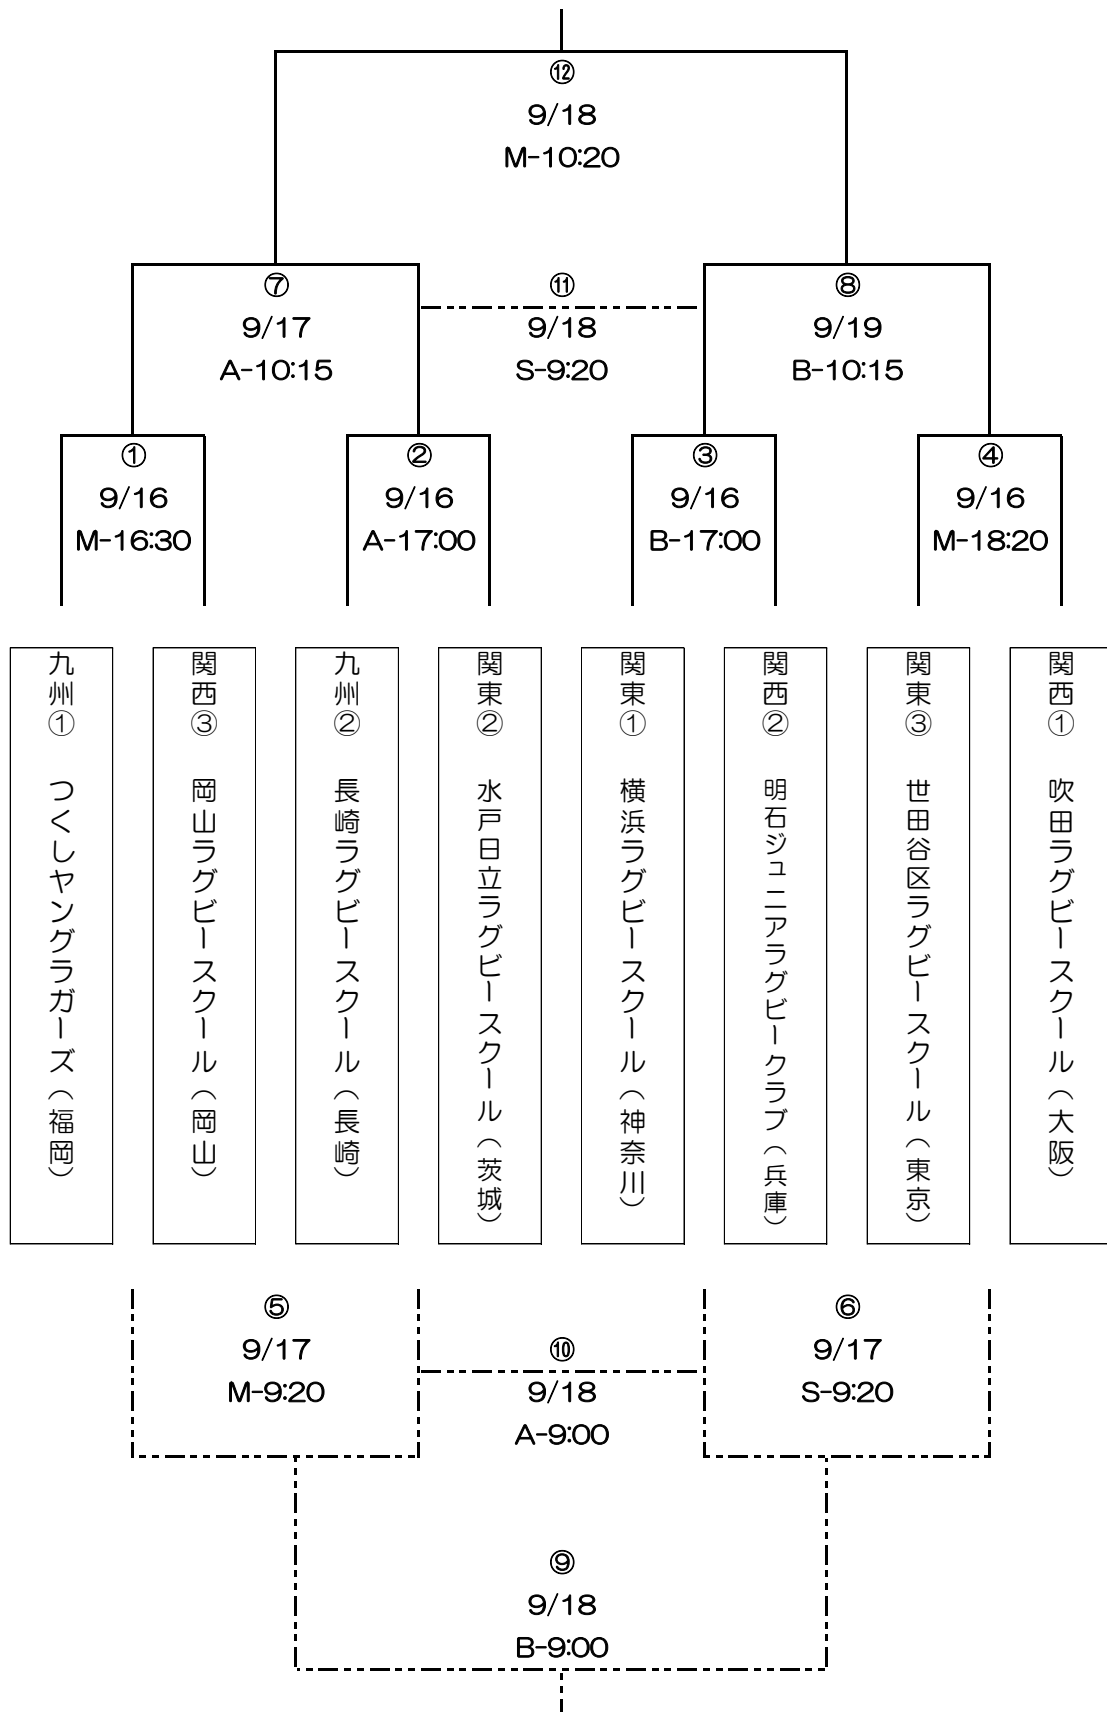 ⑫
9/18
M-10:20
⑦
9/17
A-10:15
⑪
9/18
S-9:20
⑧
9/19
B-10:15
①
9/16
M-16:30
②
9/16
A-17:00
③
9/16
B-17:00
④
9/16
M-18:20
九州① つくしヤングラガーズ(福岡)
関西③ 岡山ラグビースクール(岡山)
九州② 長崎ラグビースクール(長崎)
関東② 水戸日立ラグビースクール(茨城)
関東① 横浜ラグビースクール(神奈川)
関西② 明石ジュニアラグビークラブ(兵庫)
関東③ 世田谷区ラグビースクール(東京)
関西① 吹田ラグビースクール(大阪)
⑤
9/17
M-9:20
⑩
9/18
A-9:00
⑥
9/17
S-9:20
⑨
9/18
B-9:00